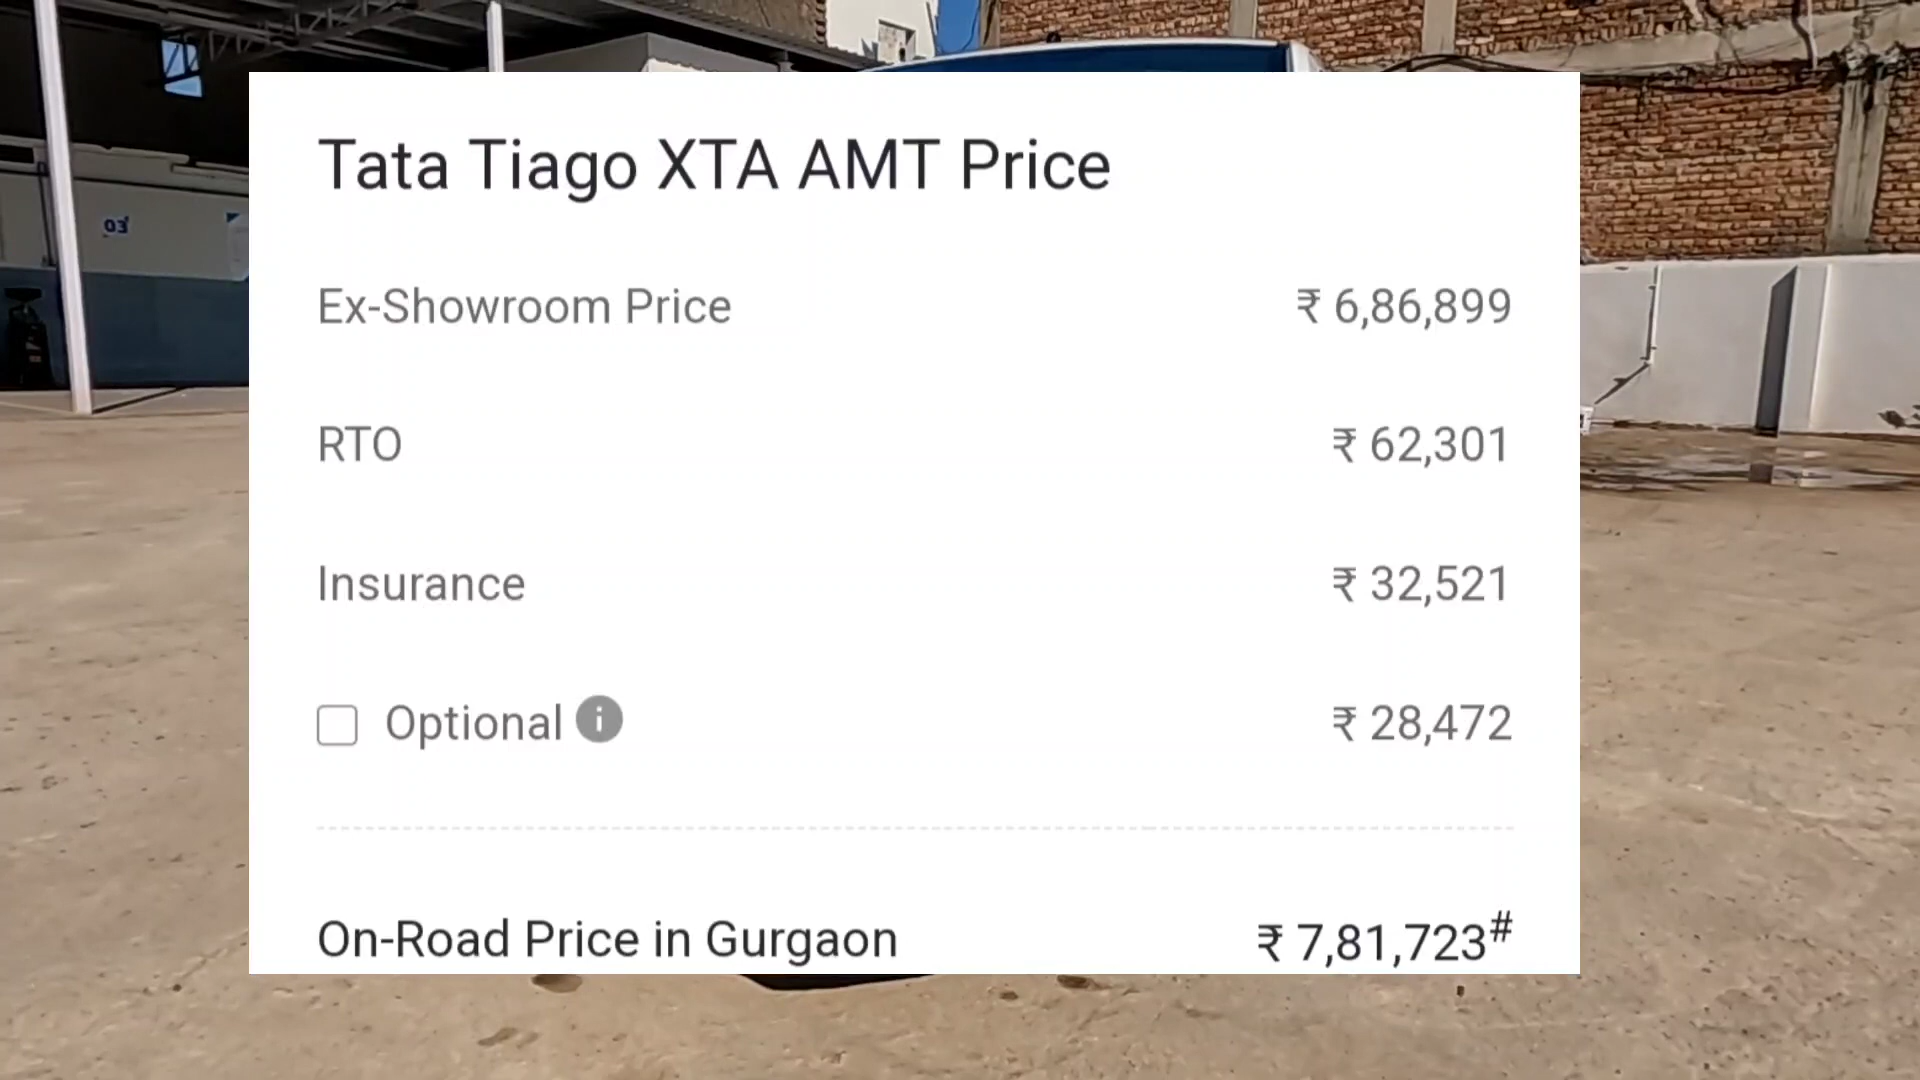 03
Tata Tiago XTA AMT Price
Ex-Showroom Price ₹ 6,86,899
RTO ₹ 62,301
Insurance ₹ 32,521
Optional i ₹ 28,472
On-Road Price in Gurgaon ₹ 7,81,723#